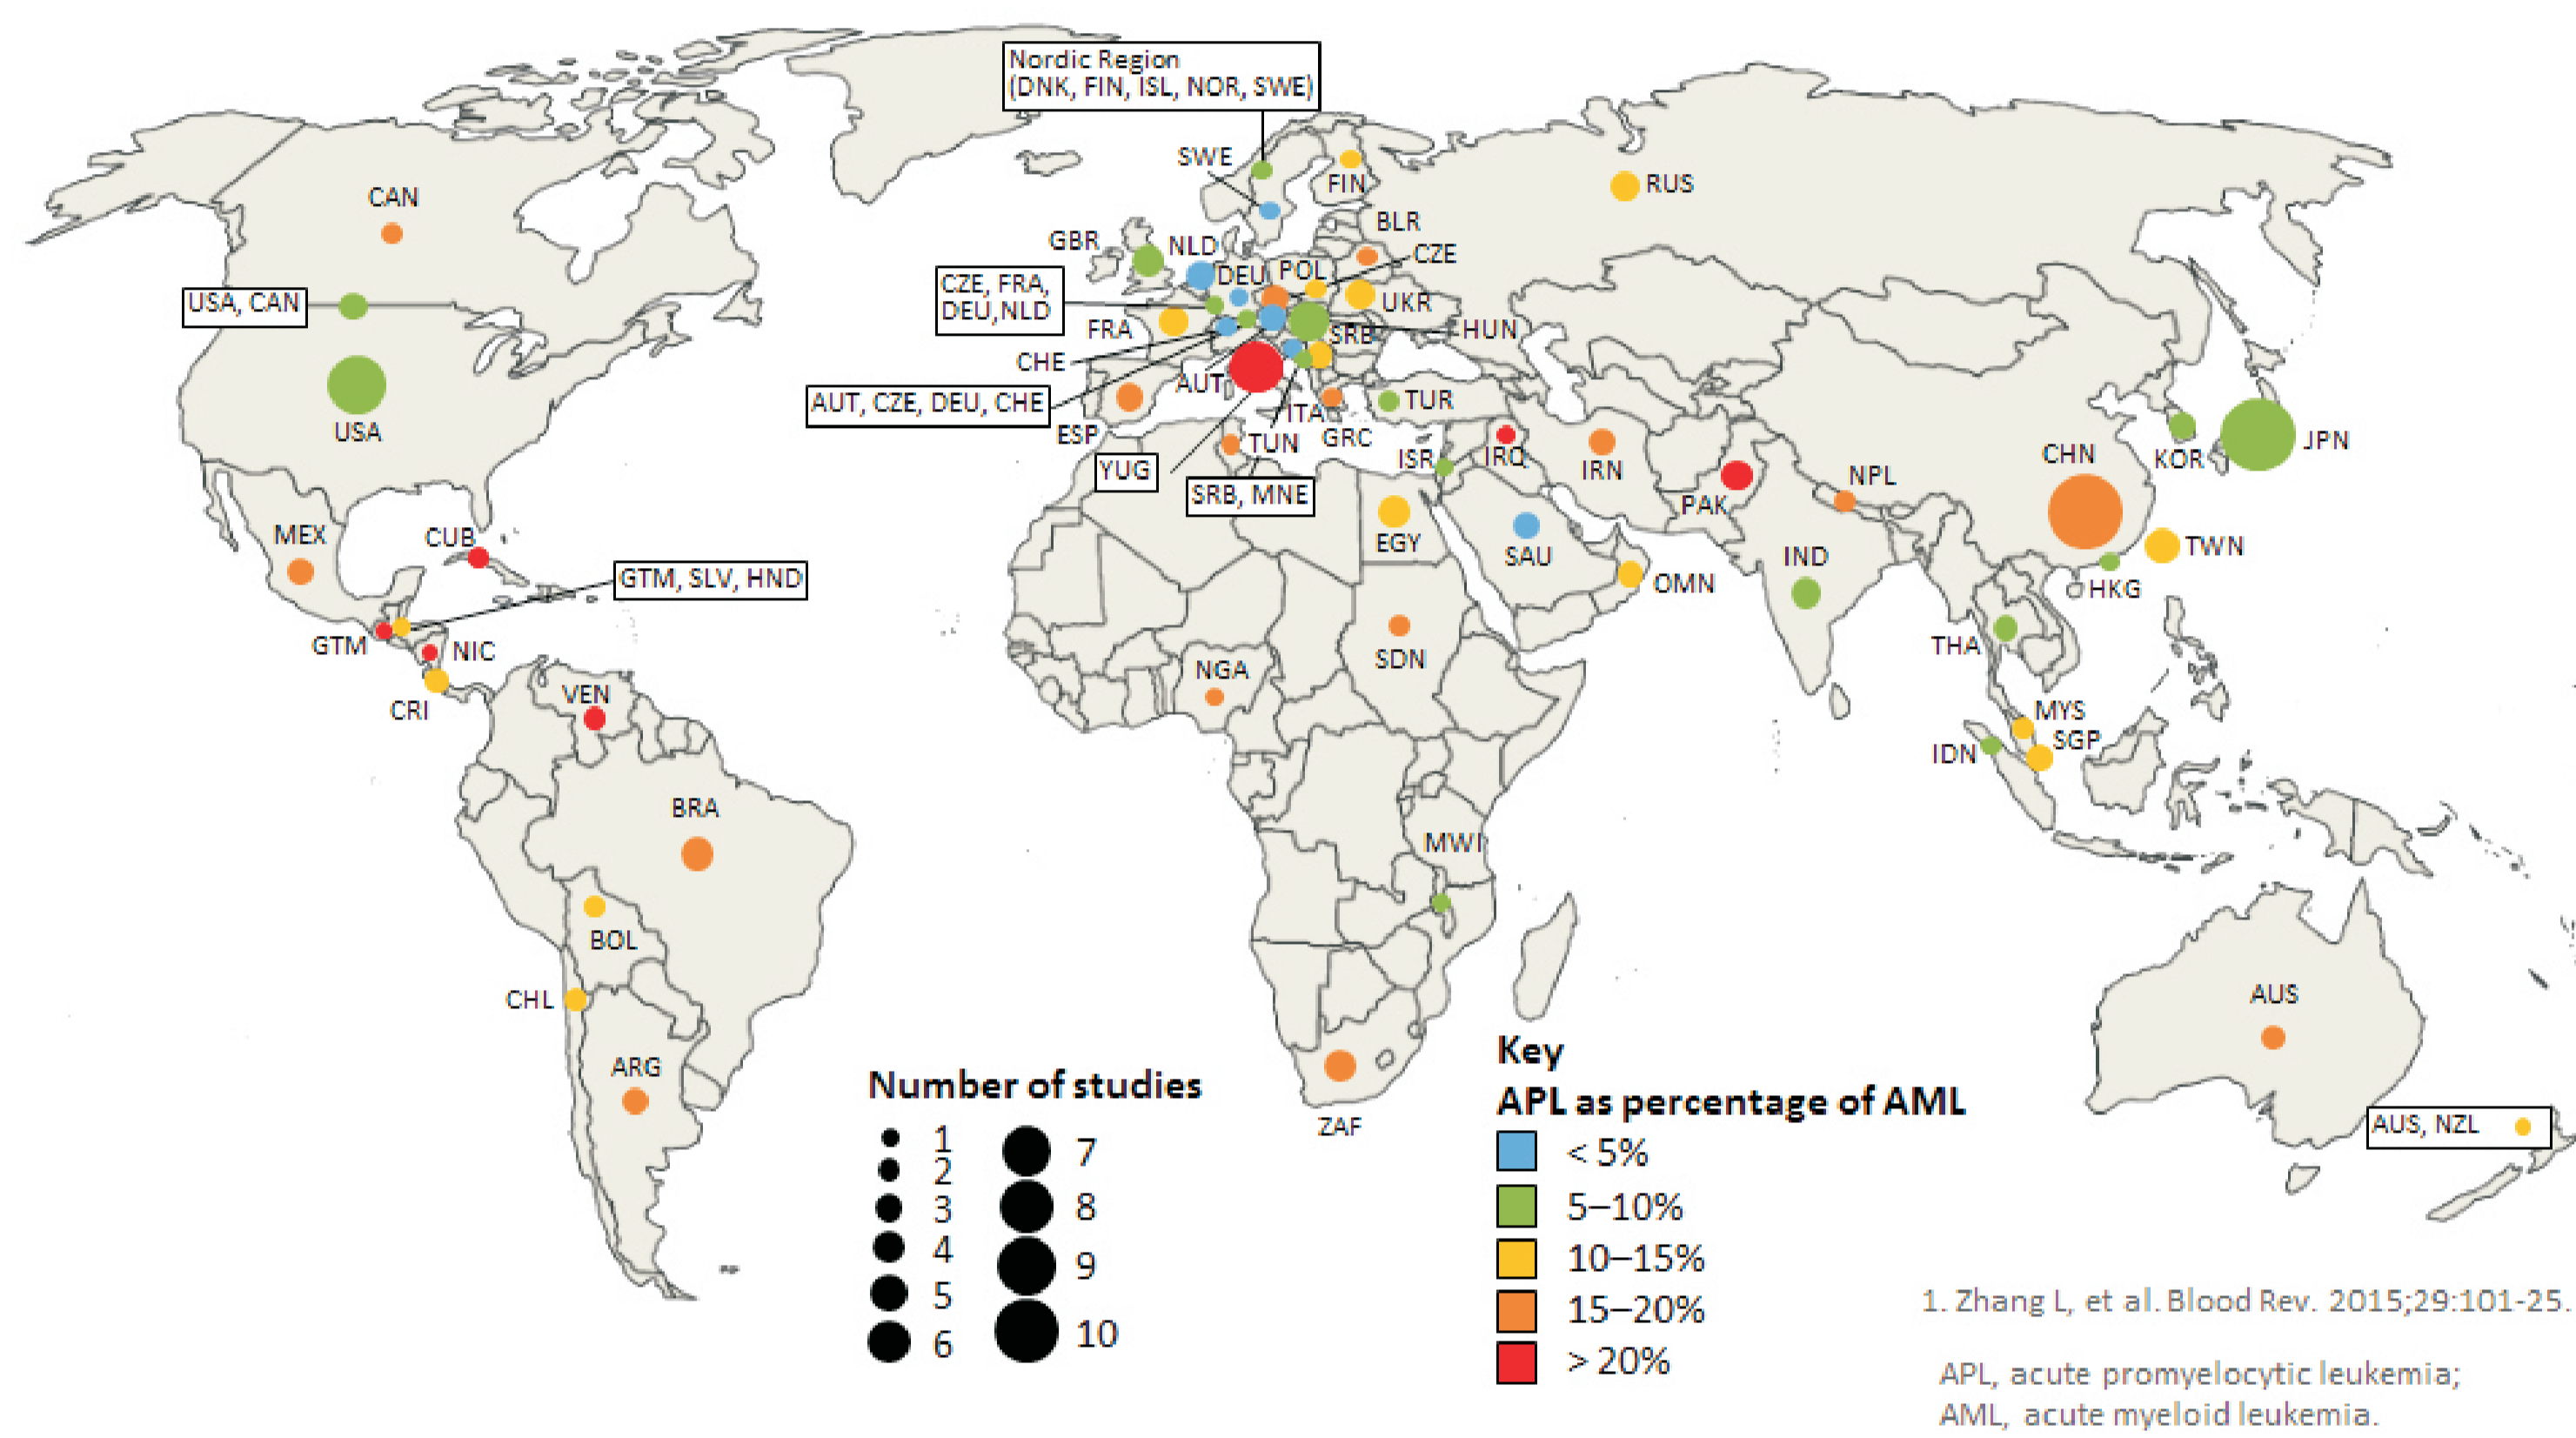 Nordic Region
(DNK, FIN, ISL, NOR, SWE)
SWE
FIN
RUS
CAN
BLR
GBR
NLD
CZE
DEU
POL
CZE, FRA,
DEU,NLD
USA, CAN
UKR
FRA
SRB
HUN
CHE
AUT
AUT, CZE, DEU, CHE
ITA
TUR
USA
ESP
TUN
GRC
YUG
ISR
IRQ
IRN
SRB, MNE
PAK
NPL
CHN
KOR
JPN
MEX
CUB
EGY
SAU
IND
TWN
GTM, SLV, HND
OMN
HKG
GTM
NIC
THA
SDN
NGA
CRI
VEN
MYS
SGP
IDN
BRA
MWI
BOL
CHL
AUS
ARG
ZAF
AUS, NZL
Number of studies
1
2
3
4
5
6
7
8
9
10
Key
APL as percentage of AML
< 5%
5–10%
10–15%
15–20%
> 20%
1. Zhang L, et al. Blood Rev. 2015;29:101-25.
APL, acute promyelocytic leukemia;
AML, acute myeloid leukemia.